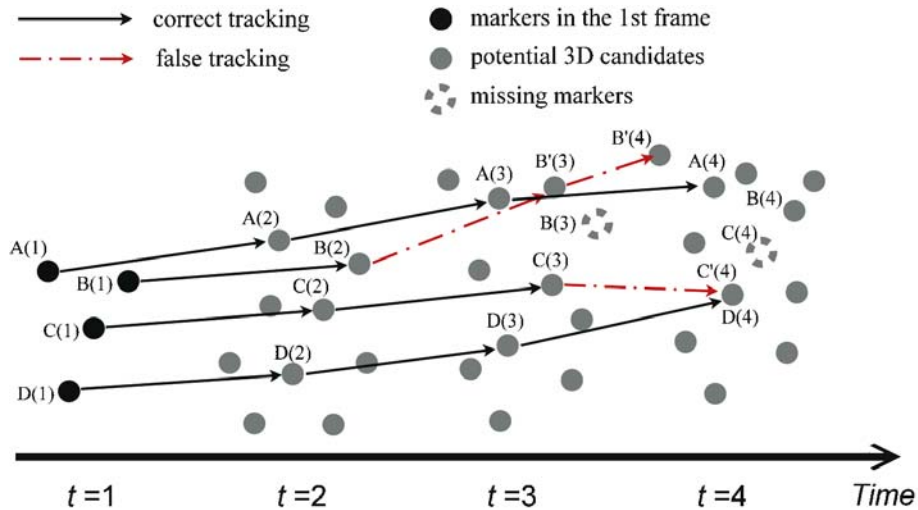 correct tracking
markers in the 1st frame
false tracking
potential 3D candidates
missing markers
B'(4)
A(3)
B'(3)
A(4)
A(2)
B(4)
B(3)
A(1)
B(2)
C(4)
B(1)
C(3)
C'(4)
C(2)
C(1)
D(4)
D(3)
D(2)
D(1)
t =1
t =2
t =3
t =4
Time